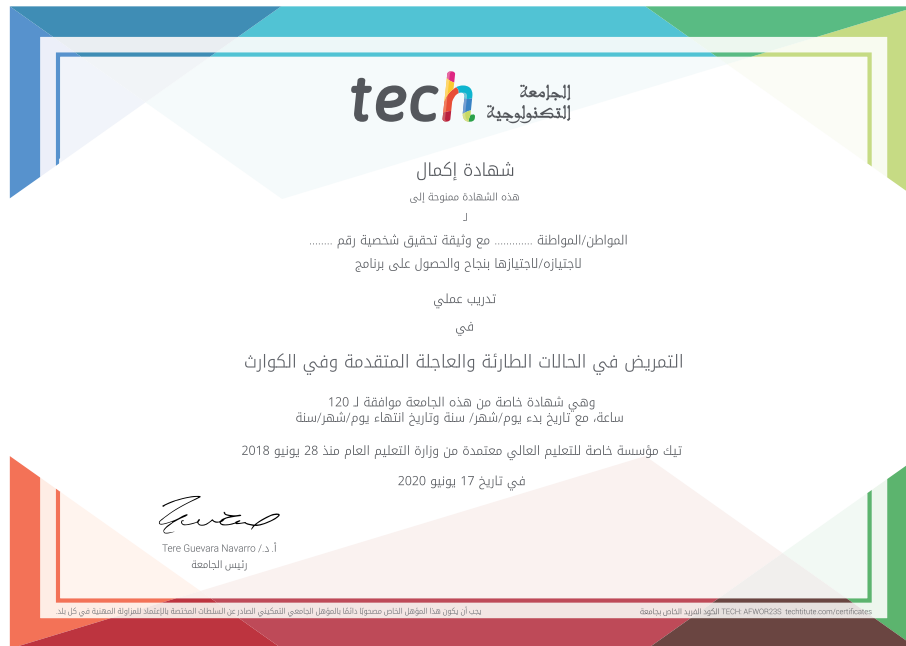 tech الجامعة
التكنولوجية
شهادة إكمال
هذه الشهادة ممنوحة إلى
لـ
المواطن/المواطنة ............. مع وثيقة تحقيق شخصية رقم ........
لاجتيازه/لاجتيازها بنجاح والحصول على برنامج
تدريب عملي
في
التمريض في الحالات الطارئة والعاجلة المتقدمة وفي الكوارث
وهي شهادة خاصة من هذه الجامعة موافقة لـ 120
ساعة، مع تاريخ بدء يوم/شهر/ سنة وتاريخ انتهاء يوم/شهر/سنة
تيك مؤسسة خاصة للتعليم العالي معتمدة من وزارة التعليم العام منذ 28 يونيو 2018
في تاريخ 17 يونيو 2020
أ.د./ Tere Guevara Navarro
رئيس الجامعة
يجب أن يكون هذا المؤهل الخاص مصحوبًا دائمًا بالمؤهل الجامعي التمكيني الصادر عن السلطات المختصة بالإعتماد للمزاولة المهنية في كل بلد.
الكود الفريد الخاص بجامعة TECH: AFWOR23S techtitute.com/certificates